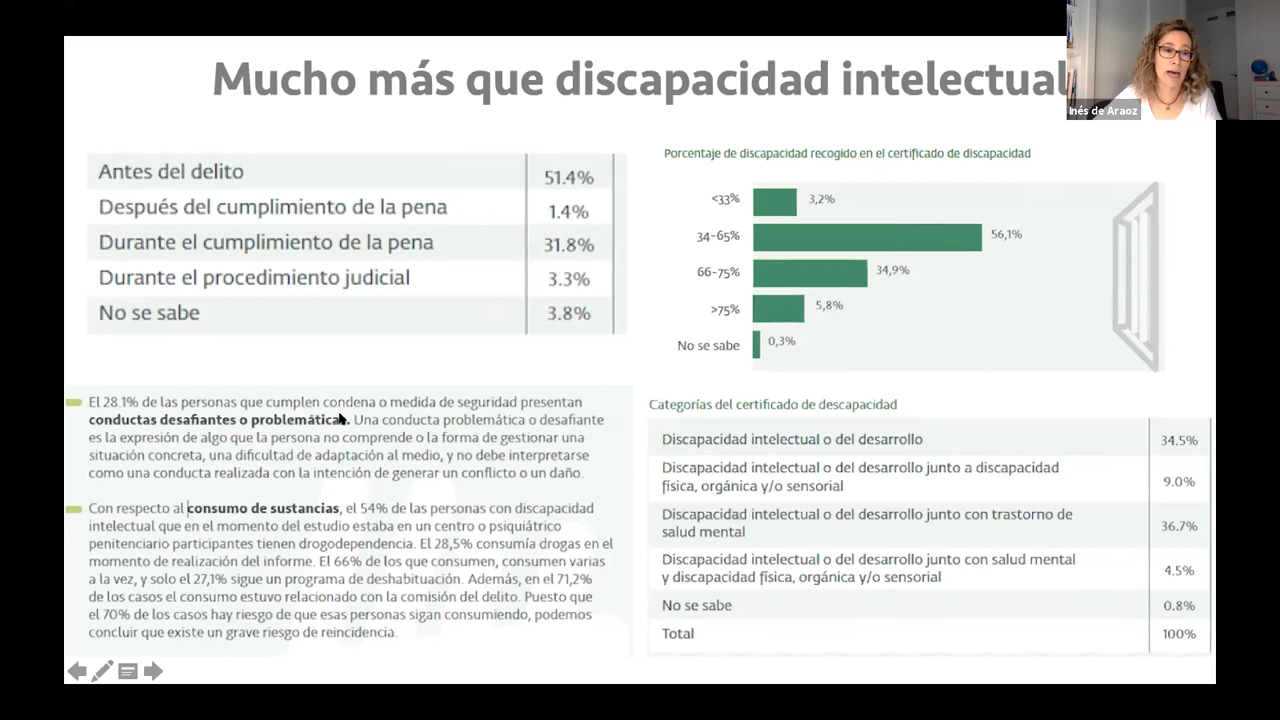 Mucho más que discapacidad intelectual
Inés de Araoz
Antes del delito 51.4%
Después del cumplimiento de la pena 1.4%
Durante el cumplimiento de la pena 31.8%
Durante el procedimiento judicial 3.3%
No se sabe 3.8%
Porcentaje de discapacidad recogido en el certificado de discapacidad
<33% 3,2%
34-65% 56,1%
66-75% 34,9%
>75% 5,8%
No se sabe 0,3%
El 28.1% de las personas que cumplen condena o medida de seguridad presentan
conductas desafiantes o problemáticas. Una conducta problemática o desafiante
es la expresión de algo que la persona no comprende o la forma de gestionar una
situación concreta, una dificultad de adaptación al medio, y no debe interpretarse
como una conducta realizada con la intención de generar un conflicto o un daño.
Con respecto al consumo de sustancias, el 54% de las personas con discapacidad
intelectual que en el momento del estudio estaba en un centro o psiquiátrico
penitenciario participantes tienen drogodependencia. El 28,5% consumía drogas en el
momento de realización del informe. El 66% de los que consumen, consumen varias
a la vez, y solo el 27,1% sigue un programa de deshabituación. Además, en el 71,2%
de los casos el consumo estuvo relacionado con la comisión del delito. Puesto que
el 70% de los casos hay riesgo de que esas personas sigan consumiendo, podemos
concluir que existe un grave riesgo de reincidencia.
Categorías del certificado de descapacidad
Discapacidad intelectual o del desarrollo 34.5%
Discapacidad intelectual o del desarrollo junto a discapacidad
física, orgánica y/o sensorial 9.0%
Discapacidad intelectual o del desarrollo junto con trastorno de
salud mental 36.7%
Discapacidad intelectual o del desarrollo junto con salud mental
y discapacidad física, orgánica y/o sensorial 4.5%
No se sabe 0.8%
Total 100%